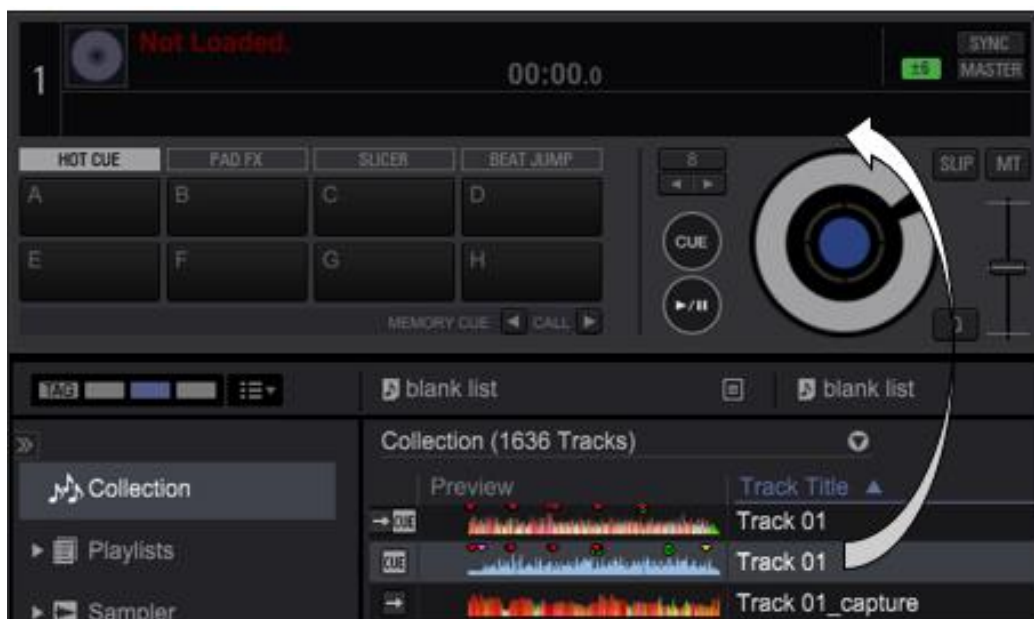 1
Not Loaded.
00:00.0
±6
SYNC
MASTER
HOT CUE
PAD FX
SLICER
BEAT JUMP
8
SLIP
MT
A
B
C
D
CUE
E
F
G
H
MEMORY CUE
CALL
Q
TAG
blank list
blank list
Collection (1636 Tracks)
Collection
Preview
Track Title
CUE
Track 01
Playlists
CUE
Track 01
Sampler
Track 01_capture